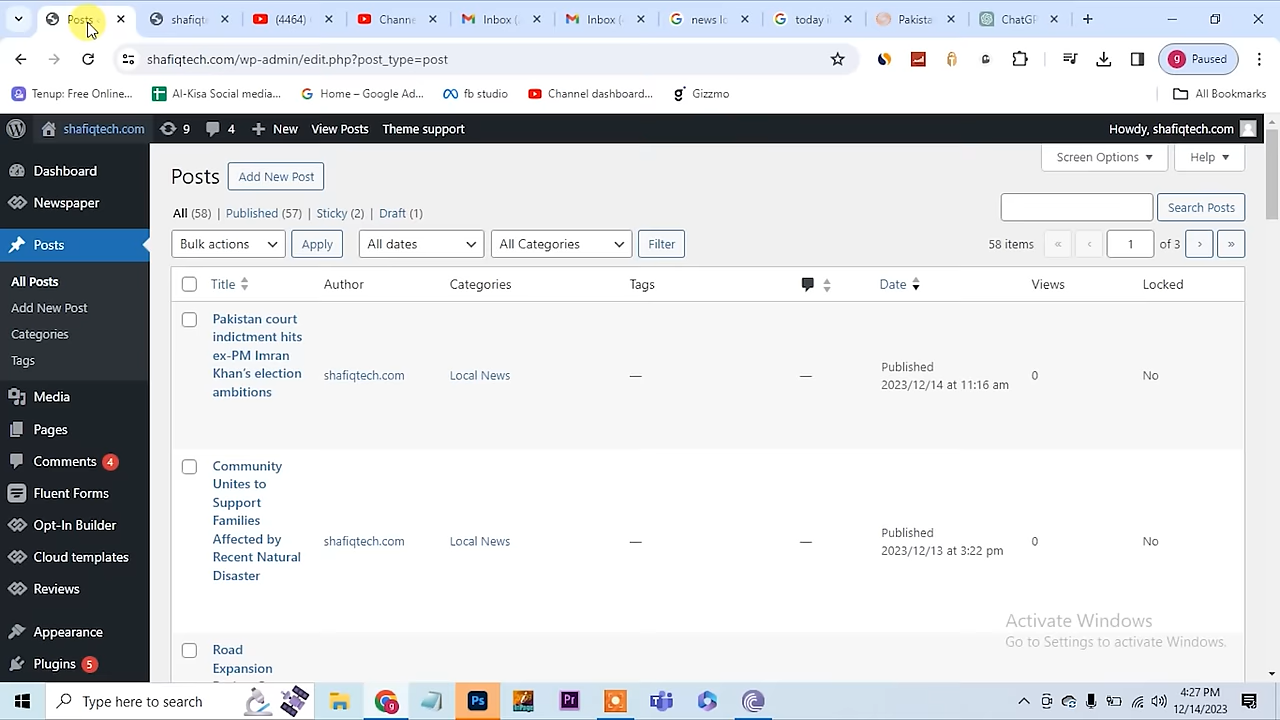 Posts
shafiqt
(4464)
Channe
Inbox (
Inbox (
news lo
today i
Pakista
ChatGP
shafiqtech.com/wp-admin/edit.php?post_type=post
g Paused
Tenup: Free Online...
Al-Kisa Social media...
Home – Google Ad...
fb studio
Channel dashboard...
Gizzmo
All Bookmarks
shafiqtech.com
9
4
New
View Posts
Theme support
Howdy, shafiqtech.com
Dashboard
Newspaper
Posts
All Posts
Add New Post
Categories
Tags
Media
Pages
Comments 4
Fluent Forms
Opt-In Builder
Cloud templates
Reviews
Appearance
Plugins 5
Screen Options
Help
Posts
Add New Post
All (58) | Published (57) | Sticky (2) | Draft (1)
Search Posts
Bulk actions
Apply
All dates
All Categories
Filter
58 items « ‹ 1 of 3 › »
Title Author Categories Tags Date Views Locked
Pakistan court
indictment hits
ex-PM Imran
Khan's election
ambitions
shafiqtech.com
Local News
—
—
Published
2023/12/14 at 11:16 am
0
No
Community
Unites to
Support
Families
Affected by
Recent Natural
Disaster
shafiqtech.com
Local News
—
—
Published
2023/12/13 at 3:22 pm
0
No
Road
Expansion
Activate Windows
Go to Settings to activate Windows.
Type here to search
Ps
Pr
4:27 PM
12/14/2023